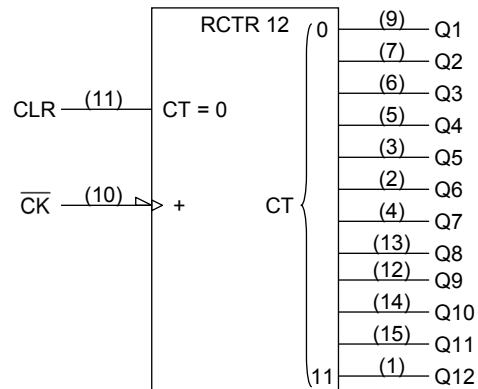 RCTR 12
0 (9) Q1
(7) Q2
(6) Q3
CLR (11) CT = 0
(5) Q4
(3) Q5
C̅K̅ (10) +
(2) Q6
CT
(4) Q7
(13) Q8
(12) Q9
(14) Q10
(15) Q11
11 (1) Q12